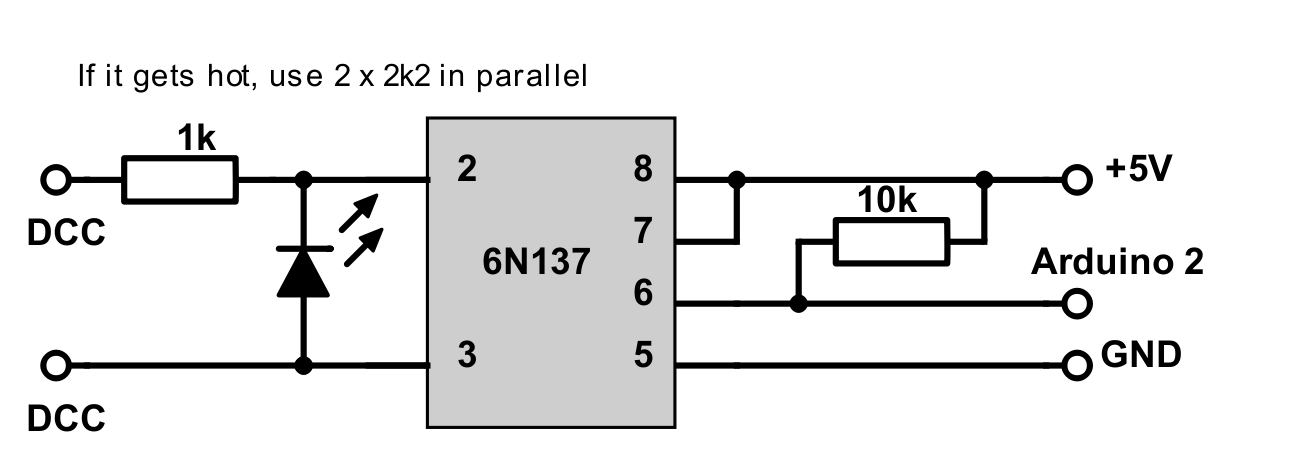 If it gets hot, use 2 x 2k2 in parallel
1k
2
8
+5V
10k
DCC
7
6N137
Arduino 2
6
3
5
GND
DCC